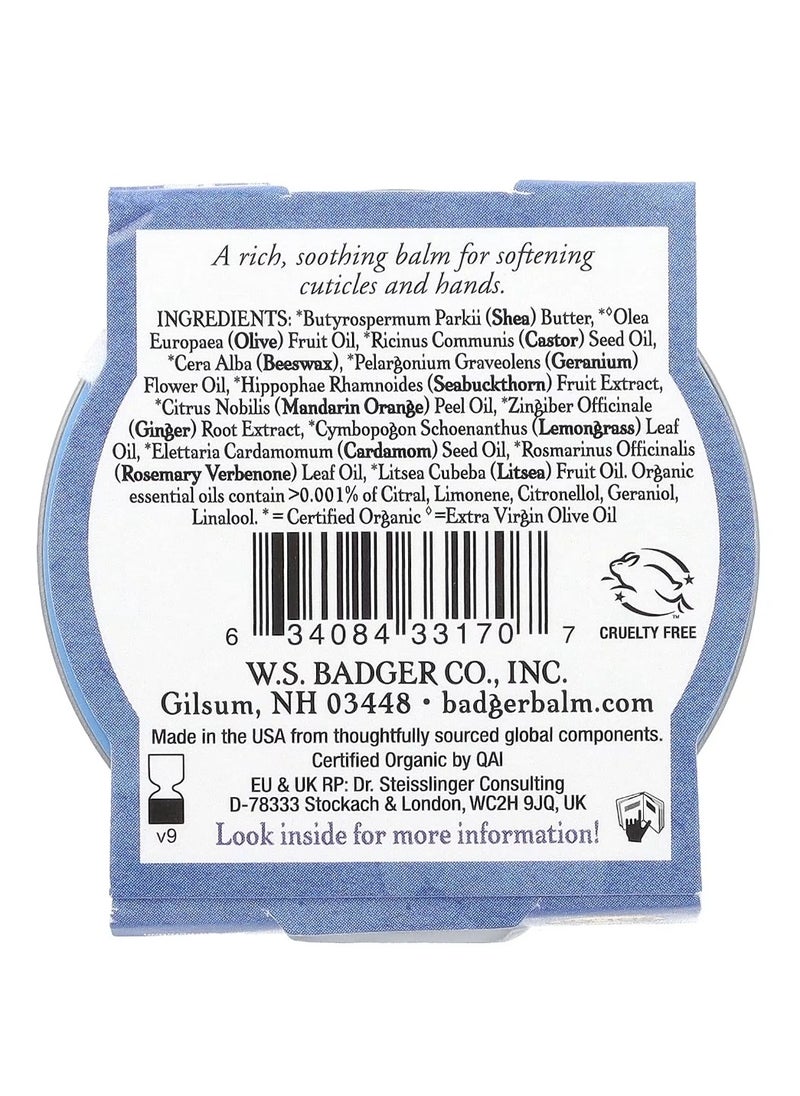 A rich, soothing balm for softening
cuticles and hands.
INGREDIENTS: *Butyrospermum Parkii (Shea) Butter, *◊Olea
Europaea (Olive) Fruit Oil, *Ricinus Communis (Castor) Seed Oil,
*Cera Alba (Beeswax), *Pelargonium Graveolens (Geranium)
Flower Oil, *Hippophae Rhamnoides (Seabuckthorn) Fruit Extract,
*Citrus Nobilis (Mandarin Orange) Peel Oil, *Zingiber Officinale
(Ginger) Root Extract, *Cymbopogon Schoenanthus (Lemongrass) Leaf
Oil, *Elettaria Cardamomum (Cardamom) Seed Oil, *Rosmarinus Officinalis
(Rosemary Verbenone) Leaf Oil, *Litsea Cubeba (Litsea) Fruit Oil. Organic
essential oils contain >0.001% of Citral, Limonene, Citronellol, Geraniol,
Linalool. * = Certified Organic ◊=Extra Virgin Olive Oil
6 34084 33170 7
™
CRUELTY FREE
W.S. BADGER CO., INC.
Gilsum, NH 03448 • badgerbalm.com
Made in the USA from thoughtfully sourced global components.
Certified Organic by QAI
EU & UK RP: Dr. Steisslinger Consulting
D-78333 Stockach & London, WC2H 9JQ, UK
v9
Look inside for more information!